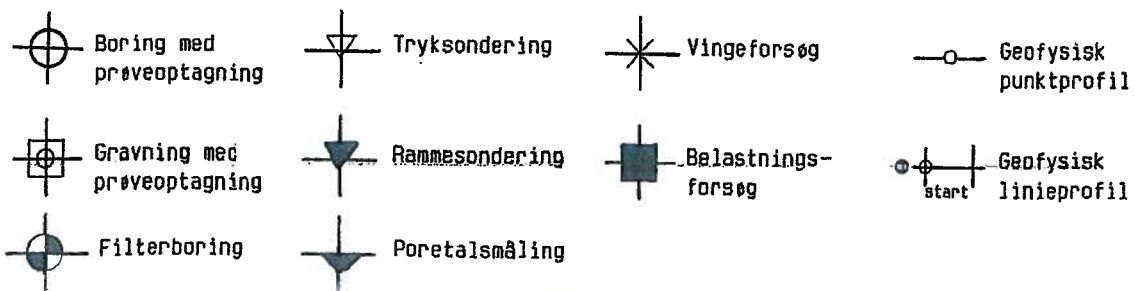 Boring med
prøveoptagning
Tryksondering
Vingeforsøg
Geofysisk
punktprofil
Gravning med
prøveoptagning
Rammesondering
Belastnings-
forsøg
start
Geofysisk
linieprofil
Filterboring
Poretalsmåling